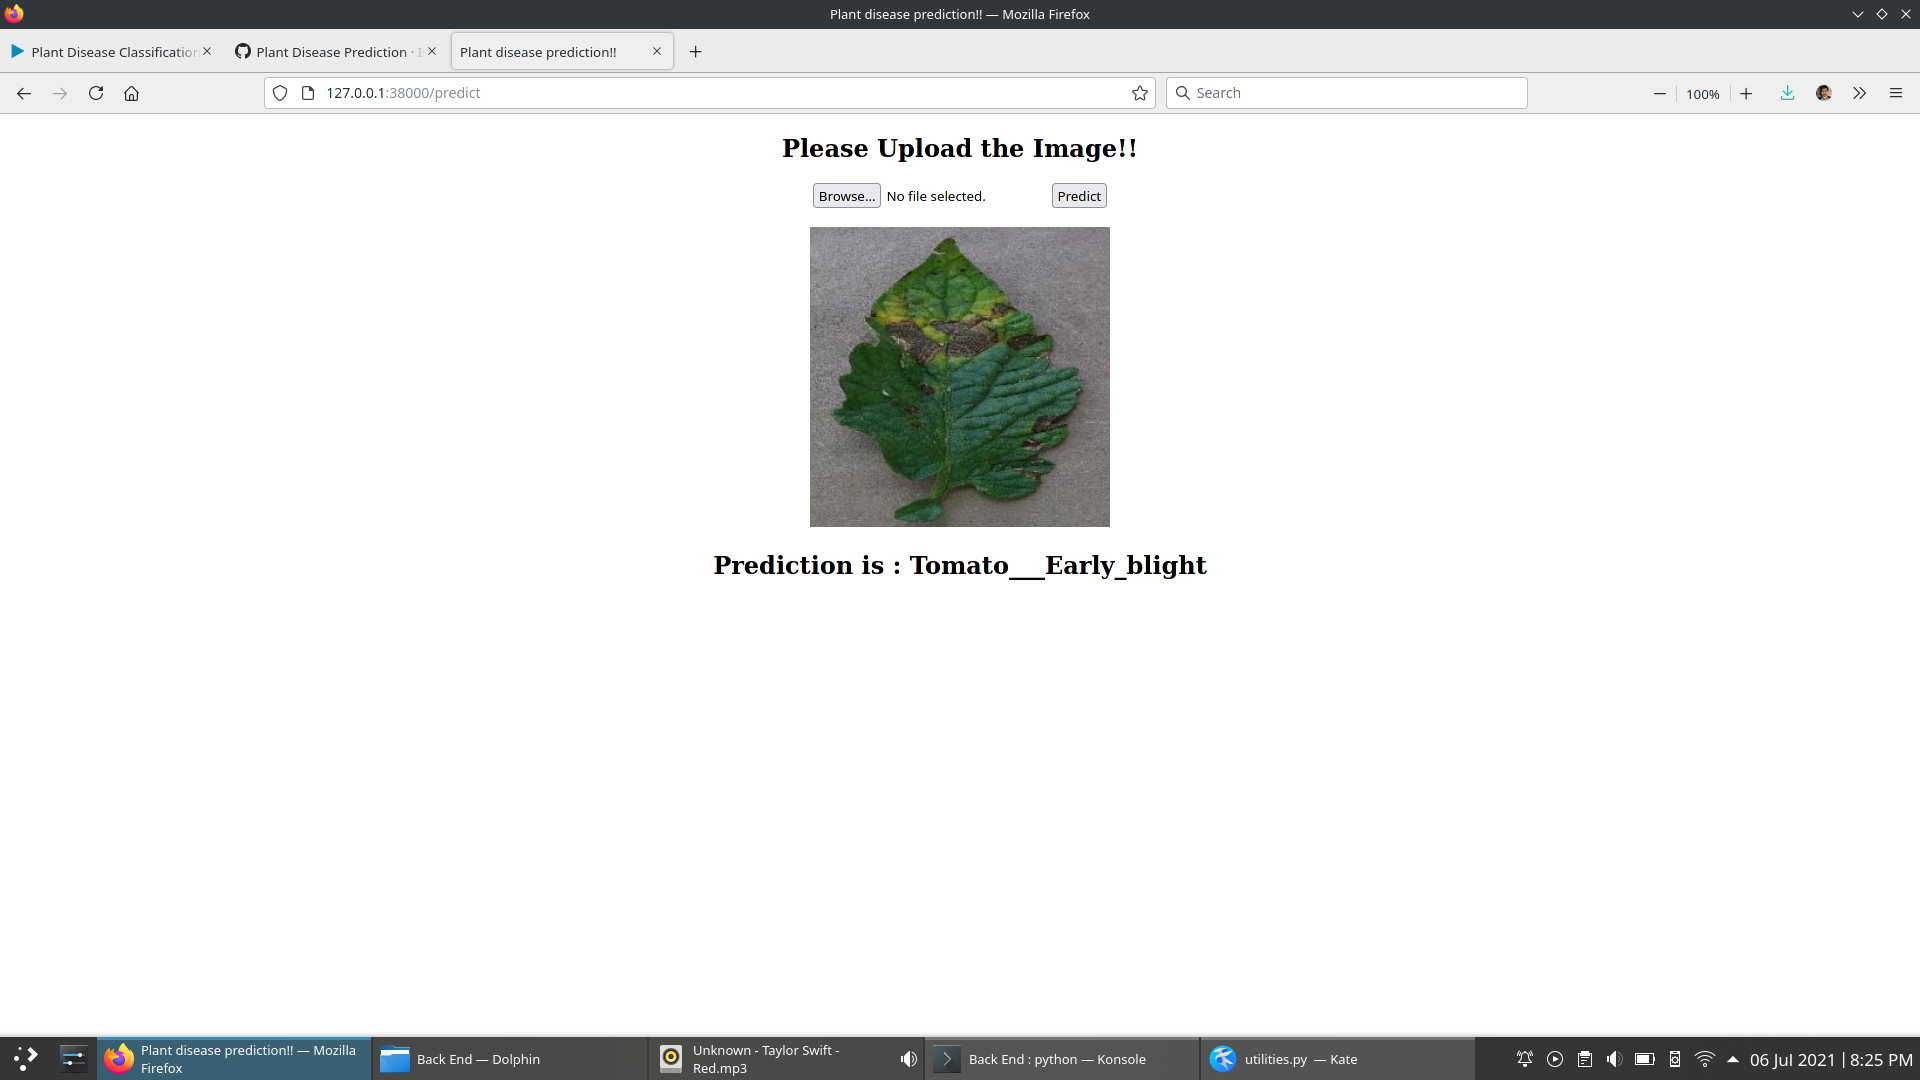 Plant disease prediction!! — Mozilla Firefox
Plant Disease Classification
Plant Disease Prediction ·
Plant disease prediction!!
127.0.0.1:38000/predict
Search
100%
Please Upload the Image!!
Browse... No file selected. Predict
Prediction is : Tomato___Early_blight
Plant disease prediction!! — Mozilla
Firefox
Back End — Dolphin
Unknown - Taylor Swift -
Red.mp3
Back End : python — Konsole
utilities.py — Kate
06 Jul 2021 | 8:25 PM